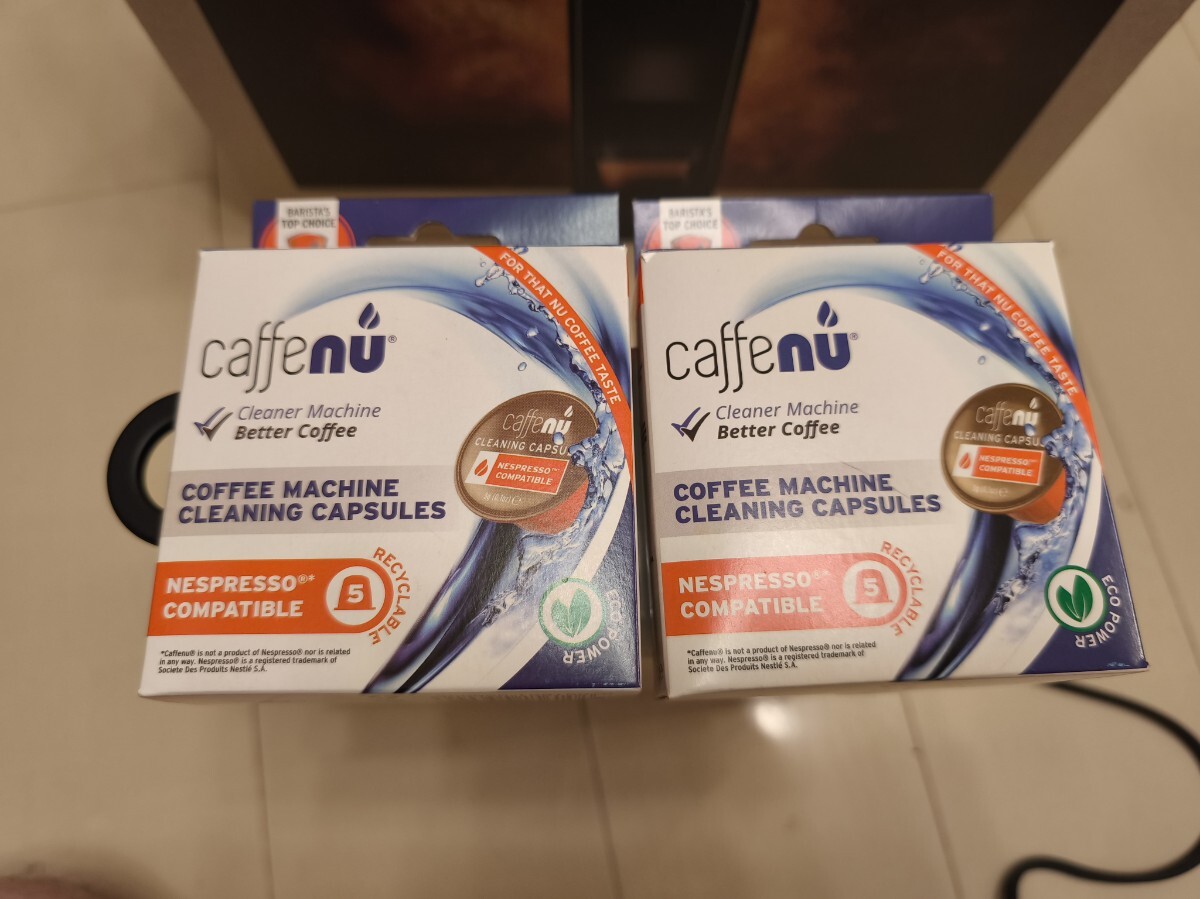 BARISTA'S
TOP CHOICE
FOR THAT NU COFFEE TASTE
caffenu®
Cleaner Machine
Better Coffee
caffenu
CLEANING CAPSU
NESPRESSO
COMPATIBLE
COFFEE MACHINE
CLEANING CAPSULES
NESPRESSO®*
COMPATIBLE
5
RECYCLABLE
ECO POWER
*Caffenu® is not a product of Nespresso® nor is related
in any way. Nespresso® is a registered trademark of
Societe Des Produits Nestlé S.A.
BARISTA'S
TOP CHOICE
FOR THAT NU COFFEE TASTE
caffenu®
Cleaner Machine
Better Coffee
caffenu
CLEANING CAPSU
NESPRESSO
COMPATIBLE
COFFEE MACHINE
CLEANING CAPSULES
NESPRESSO®*
COMPATIBLE
5
RECYCLABLE
ECO POWER
*Caffenu® is not a product of Nespresso® nor is related
in any way. Nespresso® is a registered trademark of
Societe Des Produits Nestlé S.A.